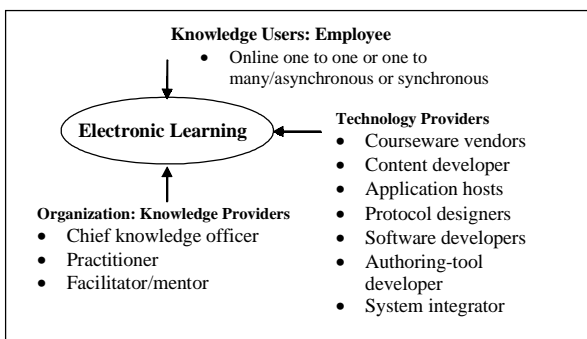 Knowledge Users: Employee
• Online one to one or one to
many/asynchronous or synchronous
Electronic Learning
Technology Providers
• Courseware vendors
• Content developer
• Application hosts
• Protocol designers
• Software developers
• Authoring-tool
developer
• System integrator
Organization: Knowledge Providers
• Chief knowledge officer
• Practitioner
• Facilitator/mentor